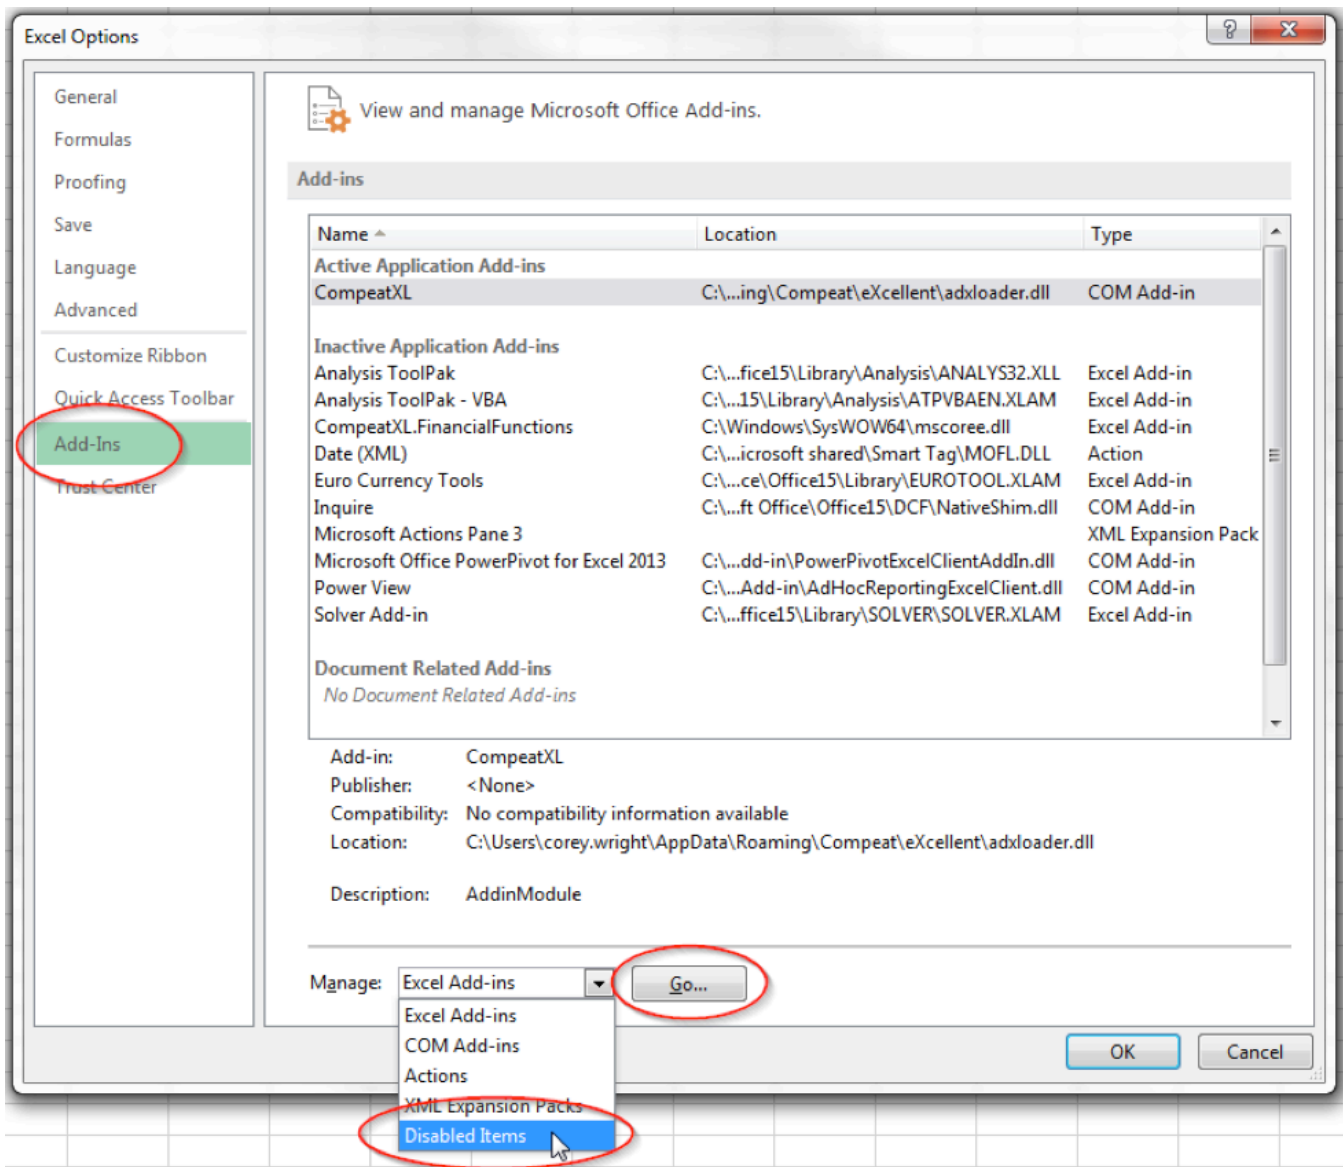 Excel Options
General
Formulas
Proofing
Save
Language
Advanced
Customize Ribbon
Quick Access Toolbar
Add-Ins
Trust Center
View and manage Microsoft Office Add-ins.
Add-ins
Name Location Type
Active Application Add-ins
CompeatXL C:\...ing\Compeat\eXcellent\adxloader.dll COM Add-in
Inactive Application Add-ins
Analysis ToolPak C:\...fice15\Library\Analysis\ANALYS32.XLL Excel Add-in
Analysis ToolPak - VBA C:\...15\Library\Analysis\ATPVBAEN.XLAM Excel Add-in
CompeatXL.FinancialFunctions C:\Windows\SysWOW64\mscoree.dll Excel Add-in
Date (XML) C:\...icrosoft shared\Smart Tag\MOFL.DLL Action
Euro Currency Tools C:\...ce\Office15\Library\EUROTOOL.XLAM Excel Add-in
Inquire C:\...ft Office\Office15\DCF\NativeShim.dll COM Add-in
Microsoft Actions Pane 3 XML Expansion Pack
Microsoft Office PowerPivot for Excel 2013 C:\...dd-in\PowerPivotExcelClientAddIn.dll COM Add-in
Power View C:\...Add-in\AdHocReportingExcelClient.dll COM Add-in
Solver Add-in C:\...ffice15\Library\SOLVER\SOLVER.XLAM Excel Add-in
Document Related Add-ins
No Document Related Add-ins
Add-in: CompeatXL
Publisher: <None>
Compatibility: No compatibility information available
Location: C:\Users\corey.wright\AppData\Roaming\Compeat\eXcellent\adxloader.dll
Description: AddinModule
Manage: Excel Add-ins Go...
Excel Add-ins
COM Add-ins
Actions
XML Expansion Packs
Disabled Items
OK Cancel